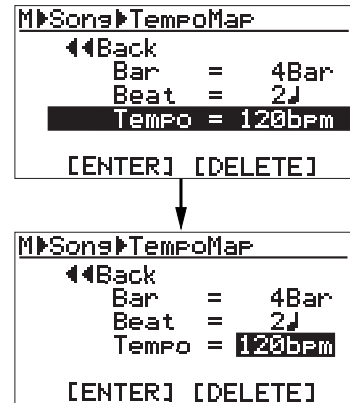 M▶Song▶TempoMap
◀◀Back
Bar = 4Bar
Beat = 2♩
Tempo = 120bpm
[ENTER] [DELETE]
M▶Song▶TempoMap
◀◀Back
Bar = 4Bar
Beat = 2♩
Tempo = 120bpm
[ENTER] [DELETE]